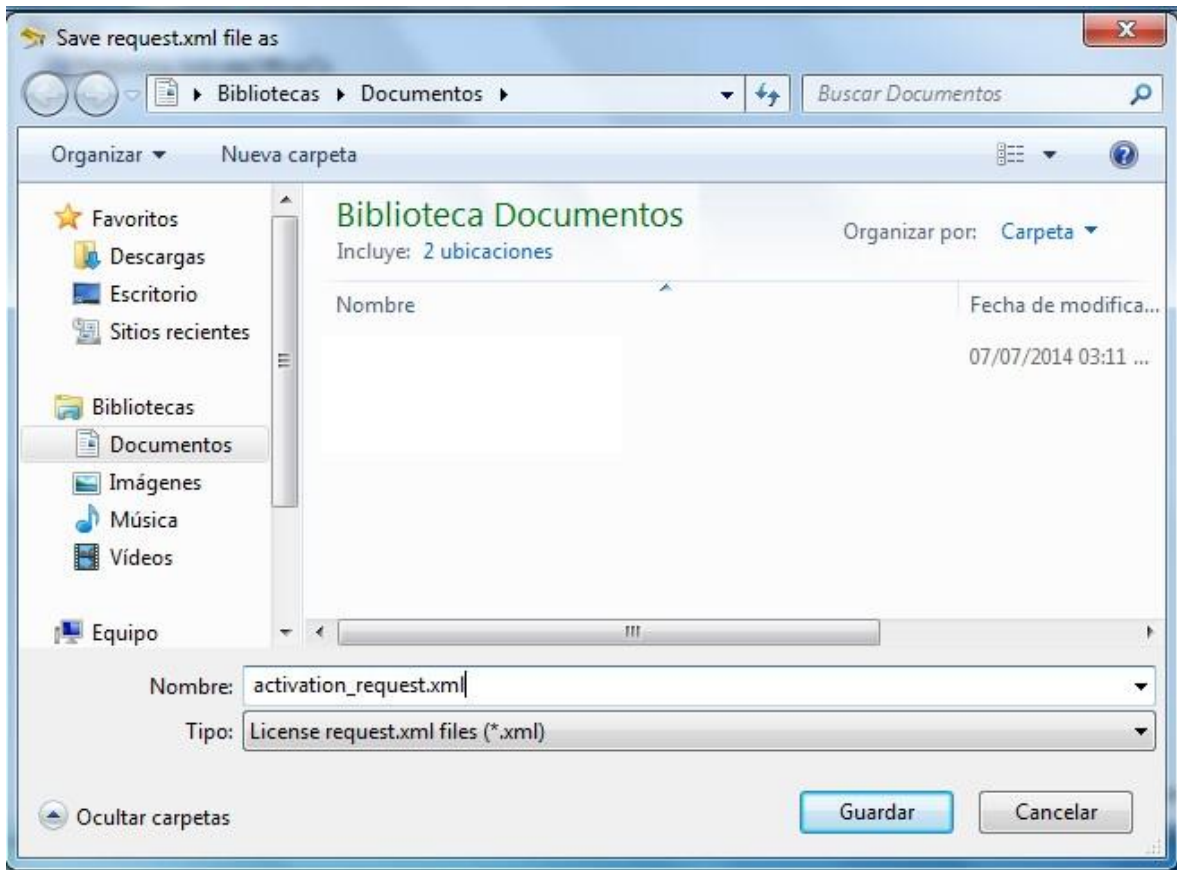 Save request.xml file as
Bibliotecas Documentos
Buscar Documentos
Organizar Nueva carpeta
Favoritos
Descargas
Escritorio
Sitios recientes
Bibliotecas
Documentos
Imágenes
Música
Vídeos
Equipo
Biblioteca Documentos
Incluye: 2 ubicaciones
Organizar por: Carpeta
Nombre Fecha de modifica...
07/07/2014 03:11 ...
Nombre: activation_request.xml
Tipo: License request.xml files (*.xml)
Ocultar carpetas
Guardar Cancelar